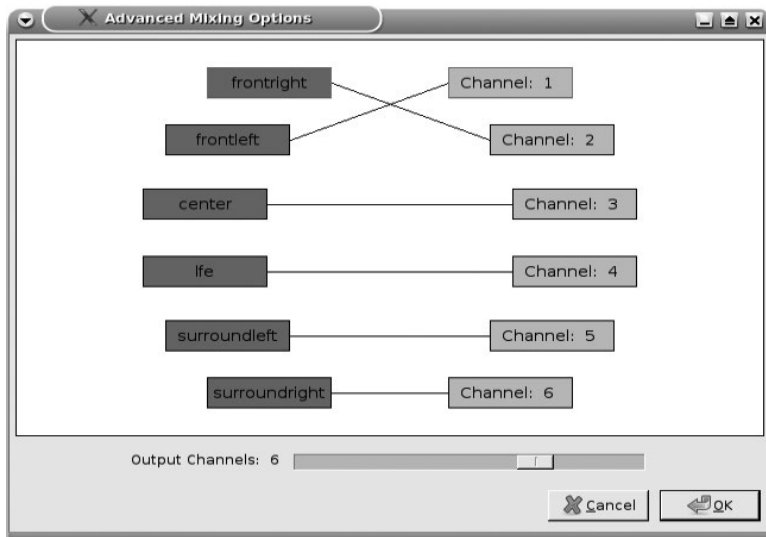 Advanced Mixing Options
frontright Channel: 1
frontleft Channel: 2
center Channel: 3
lfe Channel: 4
surroundleft Channel: 5
surroundright Channel: 6
Output Channels: 6
Cancel OK